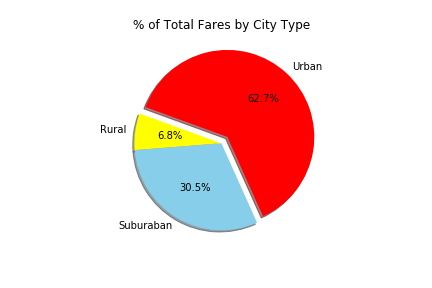 % of Total Fares by City Type
Urban
62.7%
Rural
6.8%
30.5%
Suburaban